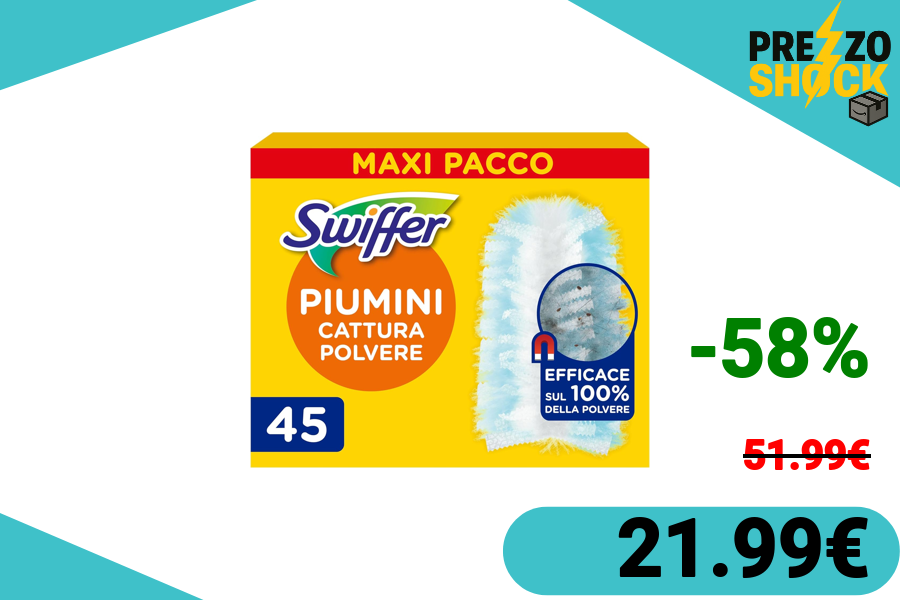 PREZZO
SHOCK
MAXI PACCO
Swiffer
PIUMINI
CATTURA
POLVERE
EFFICACE
SUL 100%
DELLA POLVERE
45
-58%
51.99€
21.99€